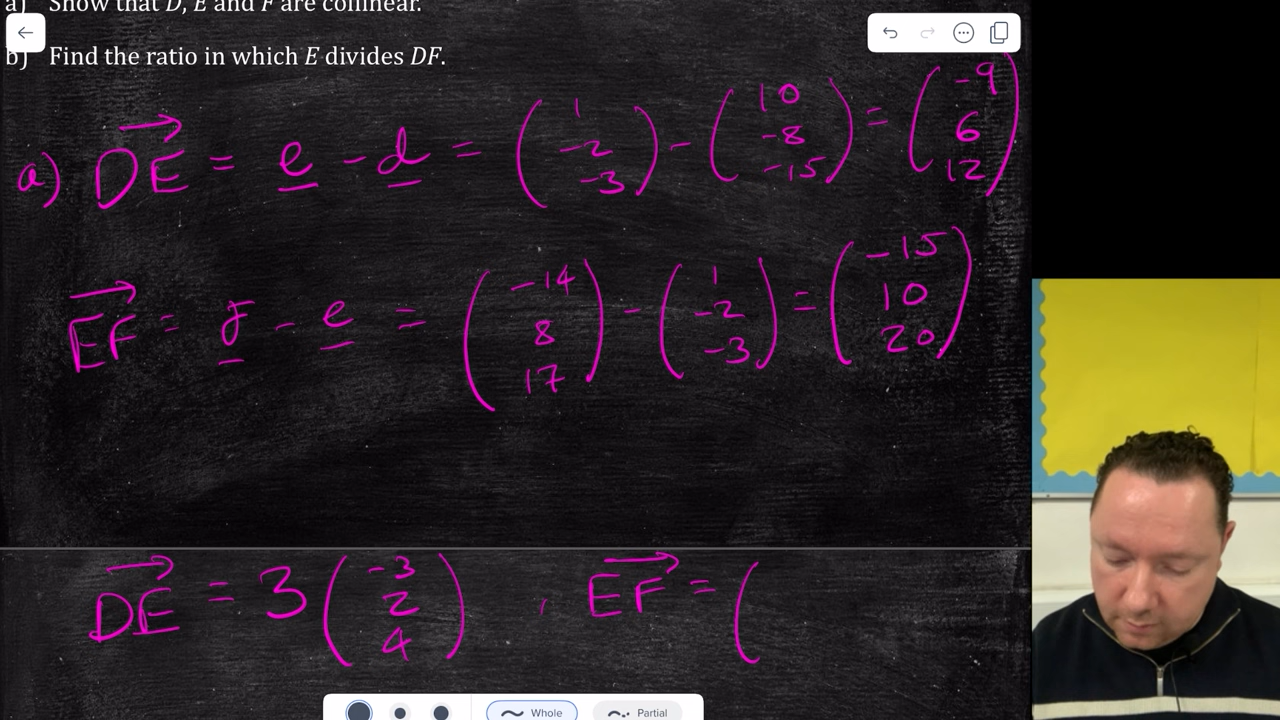 a) Show that D, E and F are collinear.
b) Find the ratio in which E divides DF.
a) DE = e - d = (1 -2 -3) - (10 -8 -15) = (-9 6 12)
EF = f - e = (-14 8 17) - (1 -2 -3) = (-15 10 20)
DE = 3 (-3 2 4) , EF = (
Whole Partial